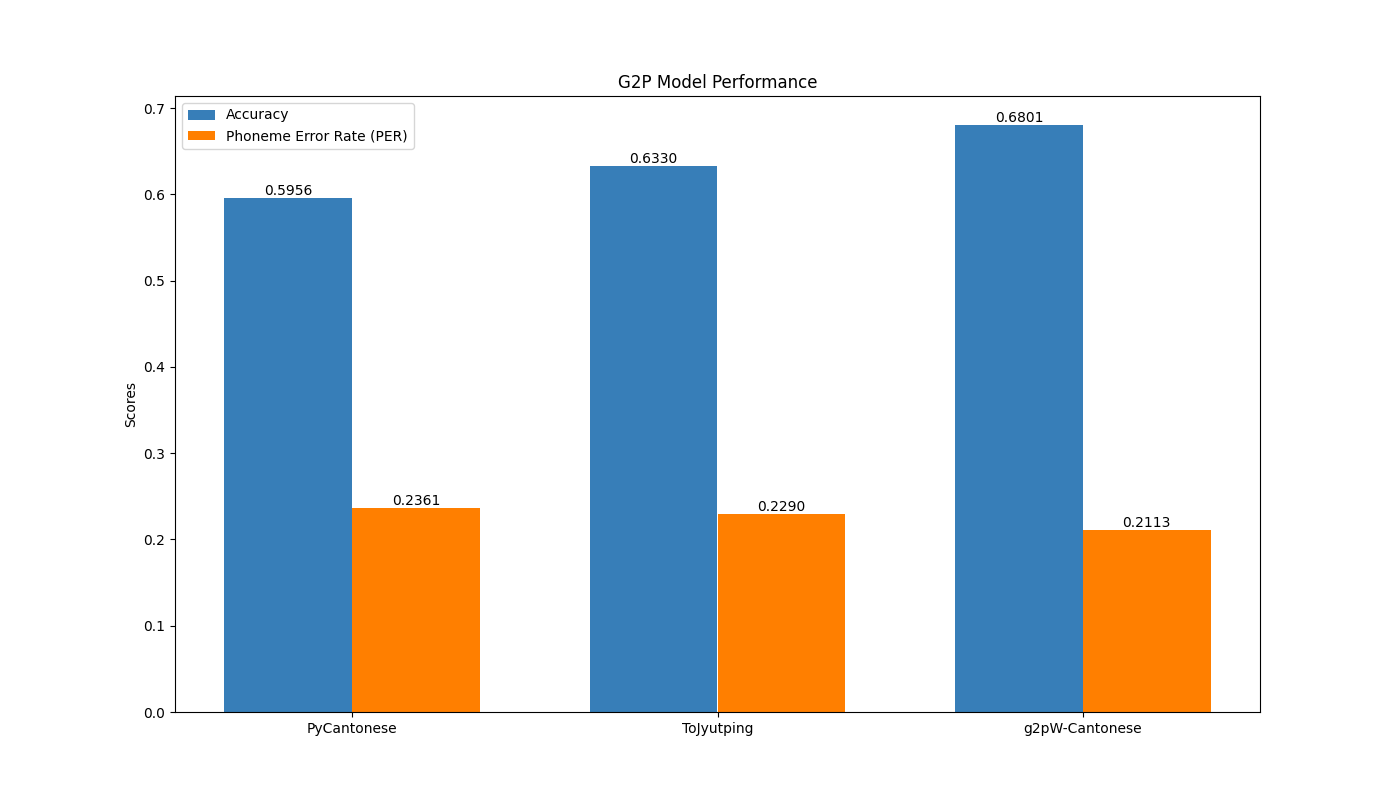 G2P Model Performance
Accuracy
Phoneme Error Rate (PER)
Scores
0.7
0.6
0.5
0.4
0.3
0.2
0.1
0.0
0.5956
0.2361
0.6330
0.2290
0.6801
0.2113
PyCantonese
ToJyutping
g2pW-Cantonese